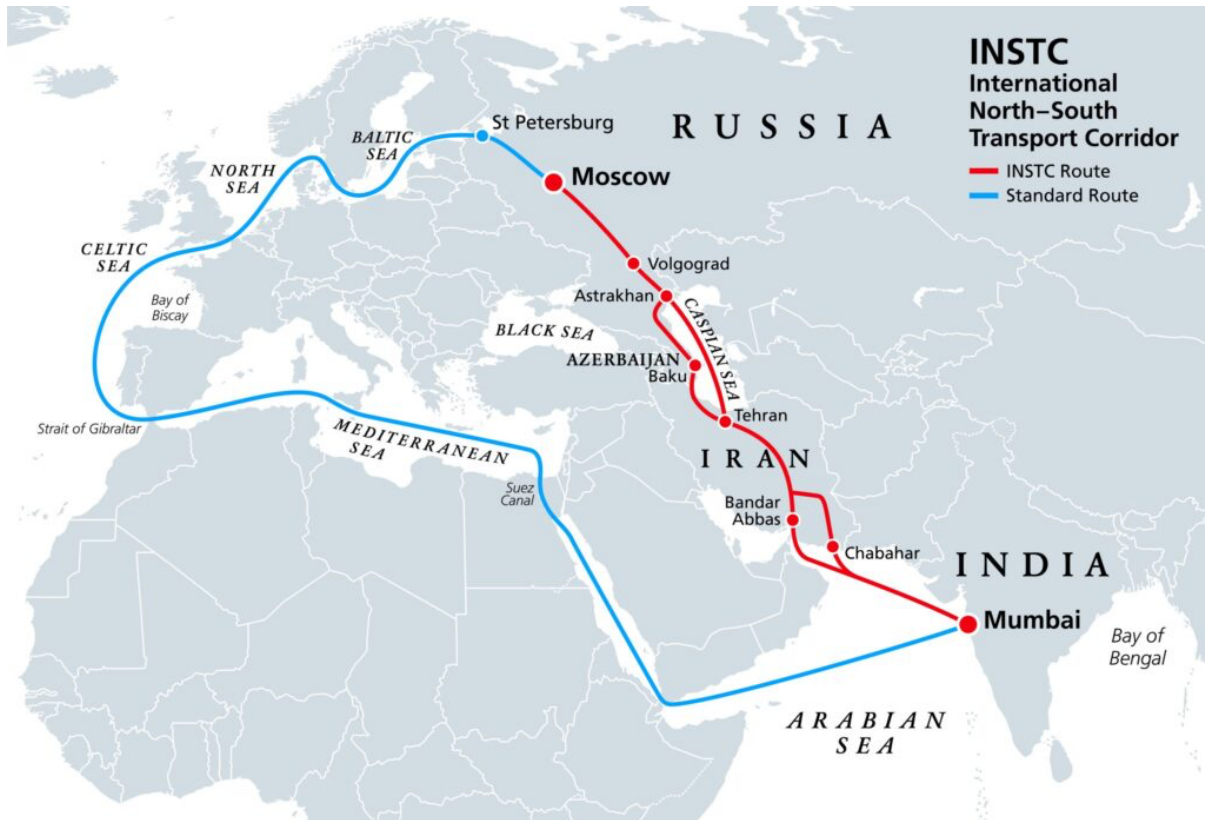 INSTC
International
North–South
Transport Corridor
INSTC Route
Standard Route
RUSSIA
St Petersburg
BALTIC
SEA
Moscow
NORTH
SEA
CELTIC
SEA
Volgograd
Bay of
Biscay
Astrakhan
CASPIAN SEA
BLACK SEA
AZERBAIJAN
Baku
Tehran
Strait of Gibraltar
MEDITERRANEAN
SEA
IRAN
Suez
Canal
Bandar
Abbas
Chabahar
INDIA
Mumbai
Bay of
Bengal
ARABIAN
SEA